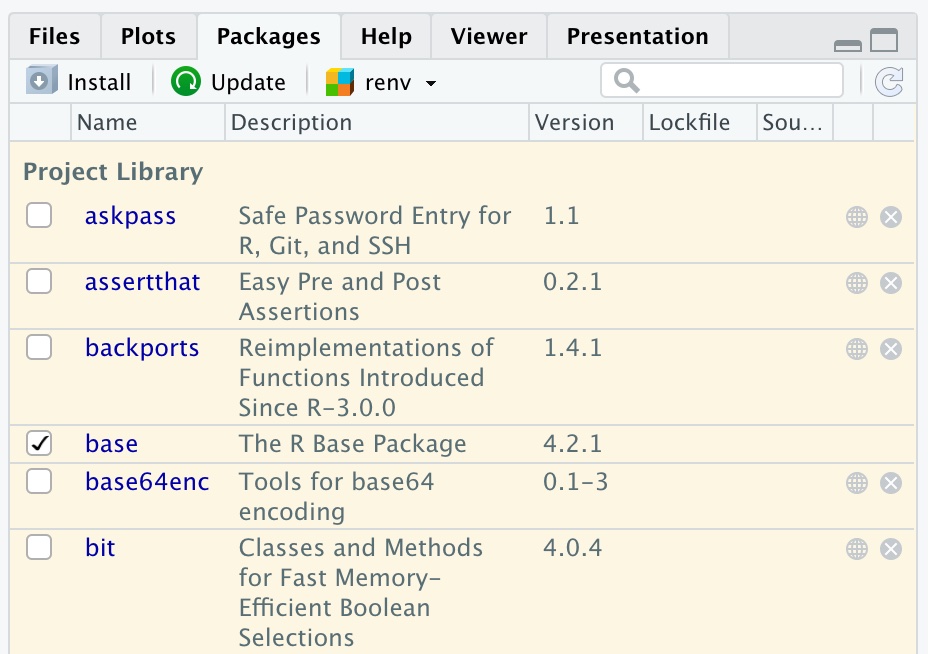 Files Plots Packages Help Viewer Presentation
Install Update renv
Name Description Version Lockfile Sou...
Project Library
askpass Safe Password Entry for 1.1
R, Git, and SSH
assertthat Easy Pre and Post 0.2.1
Assertions
backports Reimplementations of 1.4.1
Functions Introduced
Since R-3.0.0
base The R Base Package 4.2.1
base64enc Tools for base64 0.1-3
encoding
bit Classes and Methods 4.0.4
for Fast Memory-
Efficient Boolean
Selections